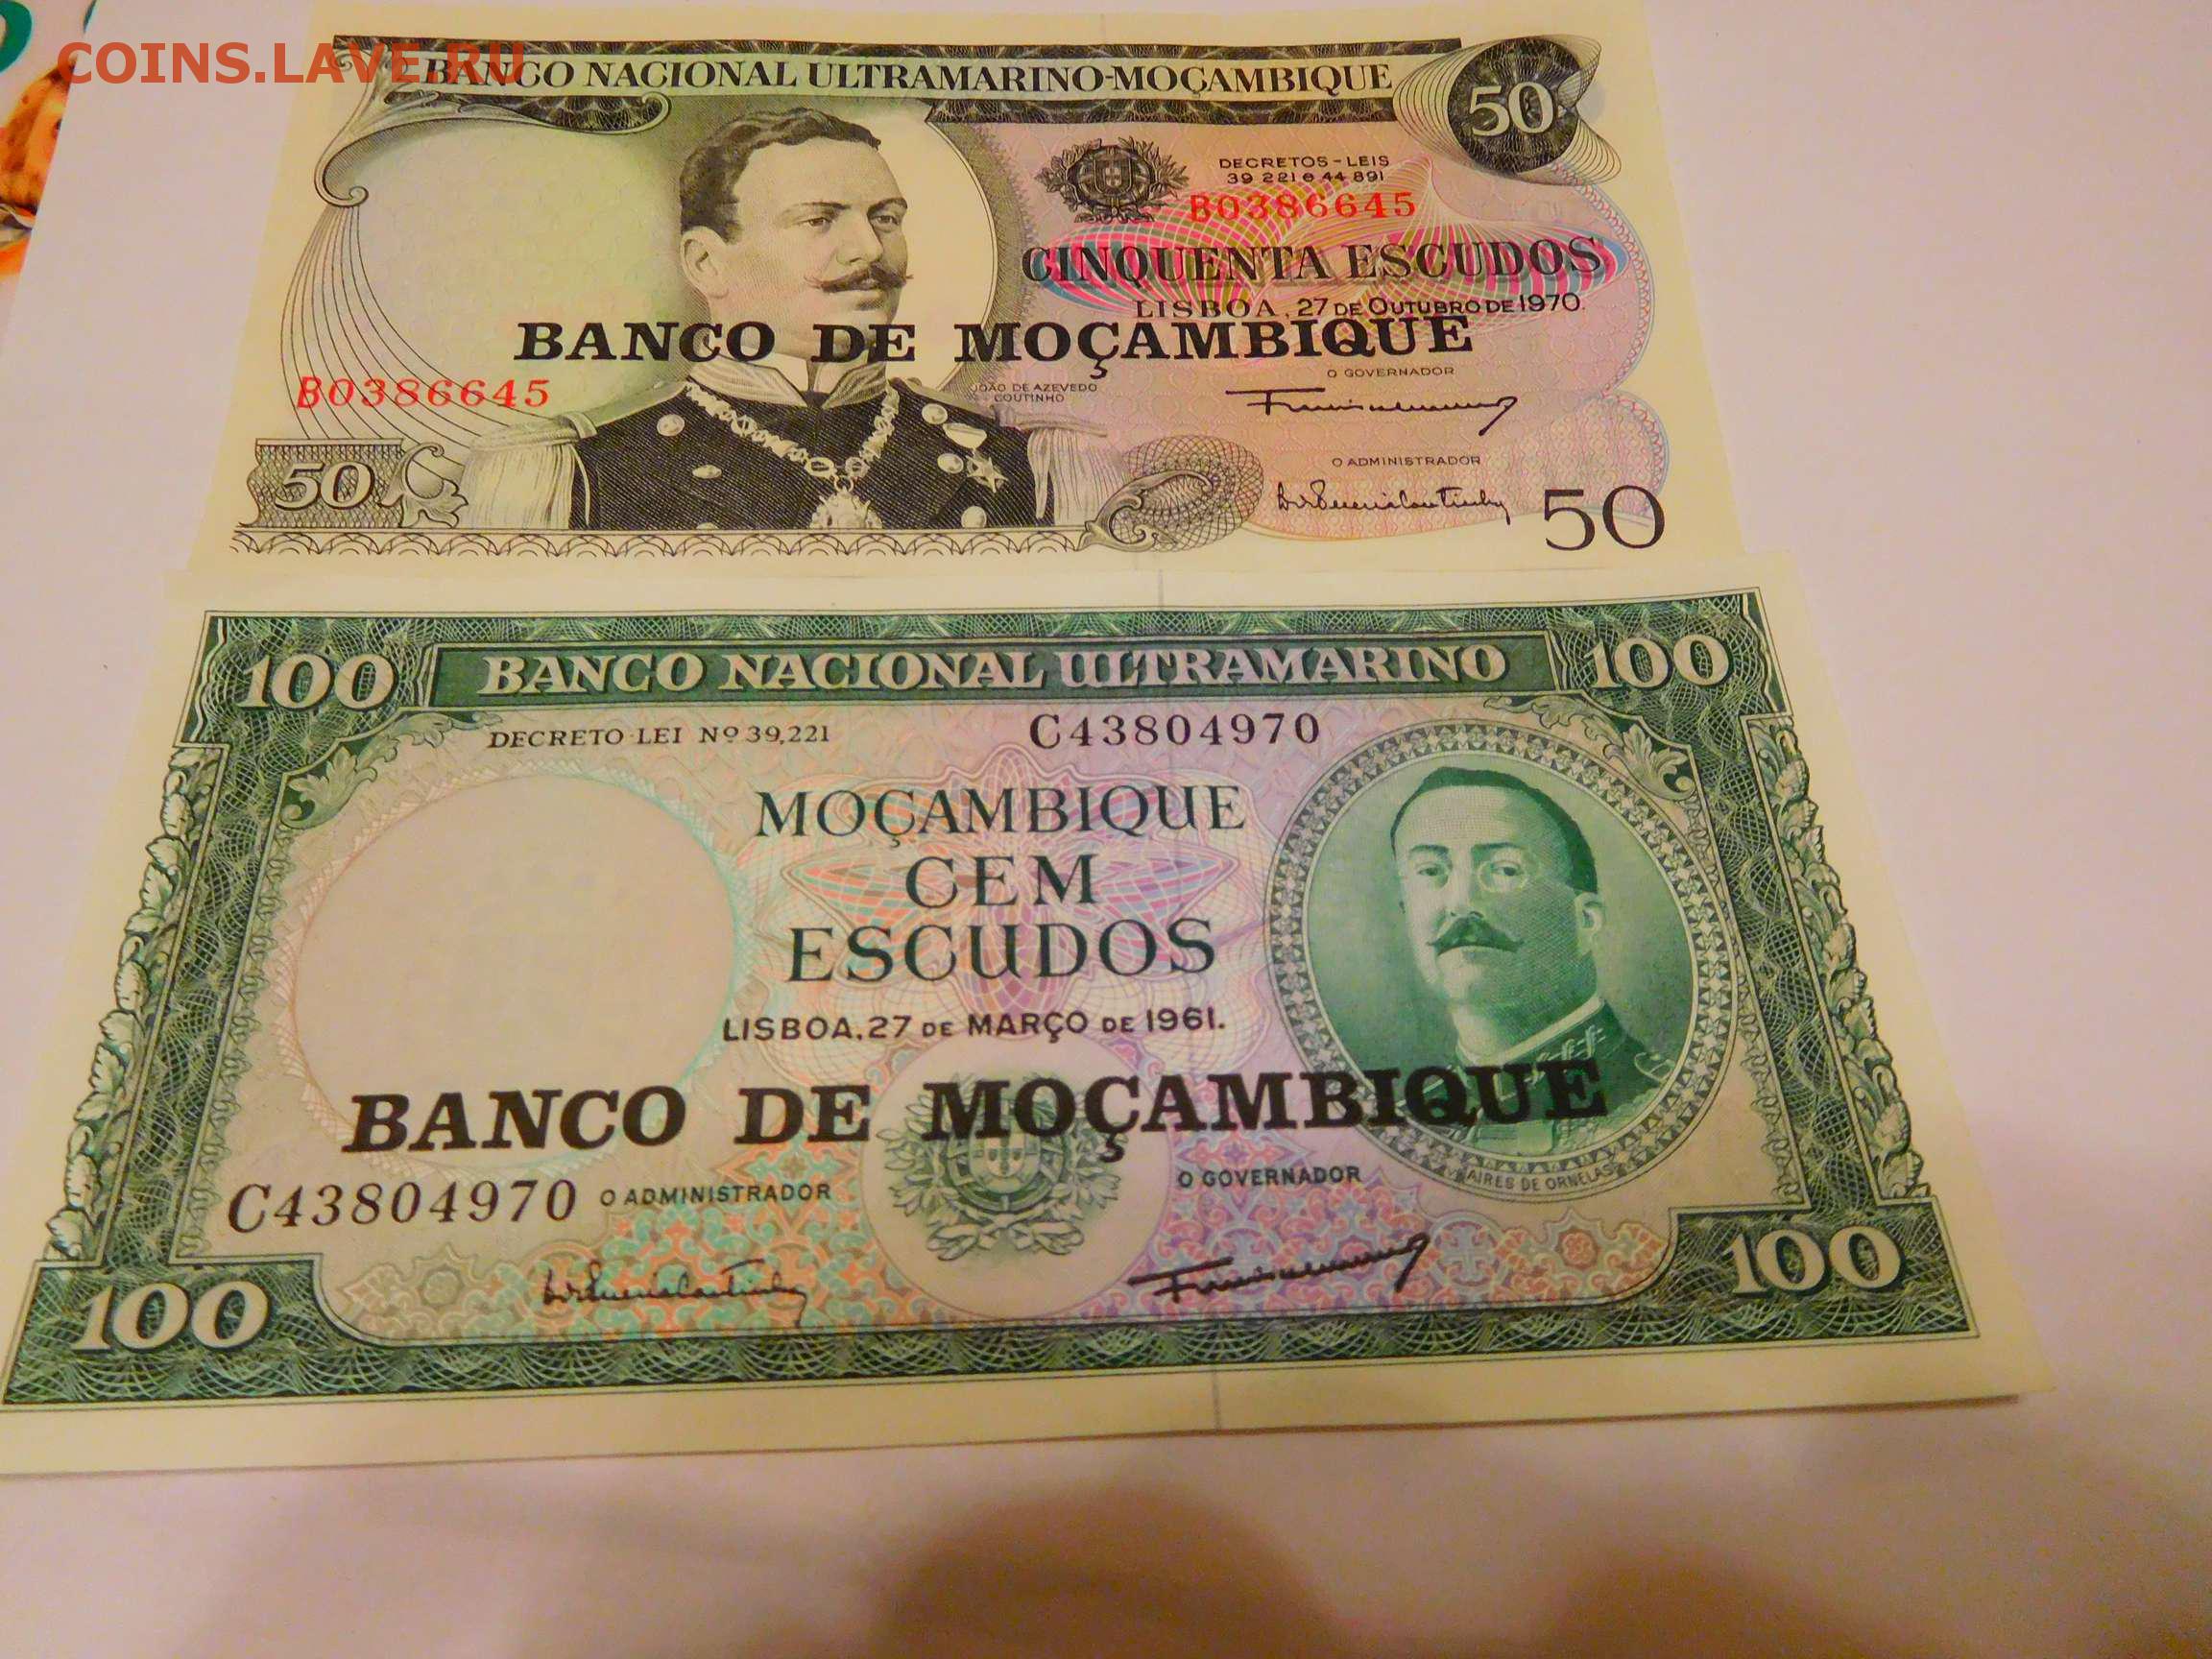 COINS.LAVE.RU
BANCO NACIONAL ULTRAMARINO-MOÇAMBIQUE
50
DECRETOS-LEIS
39 221 e 44 891
B0386645
CINQUENTA ESCUDOS
LISBOA, 27 DE OUTUBRO DE 1970.
BANCO DE MOÇAMBIQUE
O GOVERNADOR
B0386645
JOÃO DE AZEVEDO
COUTINHO
O ADMINISTRADOR
50
50
100 BANCO NACIONAL ULTRAMARINO 100
DECRETO-LEI Nº 39,221
C43804970
MOÇAMBIQUE
CEM
ESCUDOS
LISBOA, 27 DE MARÇO DE 1961.
BANCO DE MOÇAMBIQUE
C43804970
O ADMINISTRADOR
O GOVERNADOR
AIRES DE ORNELAS
100
100